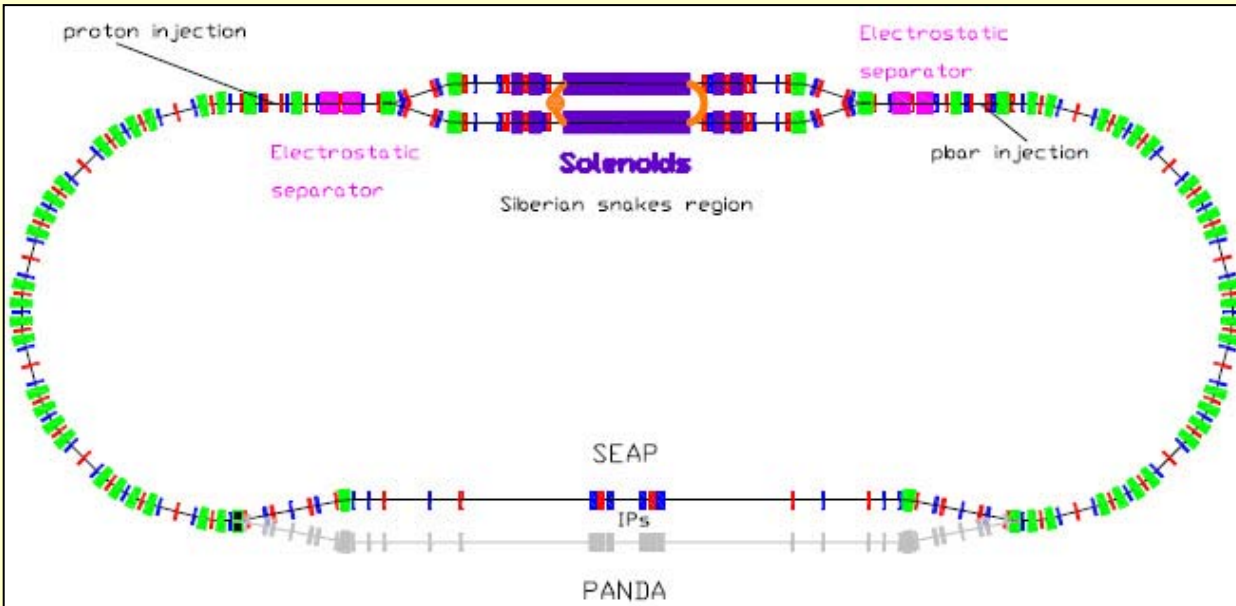 proton injection
Electrostatic
separator
Electrostatic
separator
Solenoids
Siberian snakes region
pbar injection
SEAP
IPs
PANDA